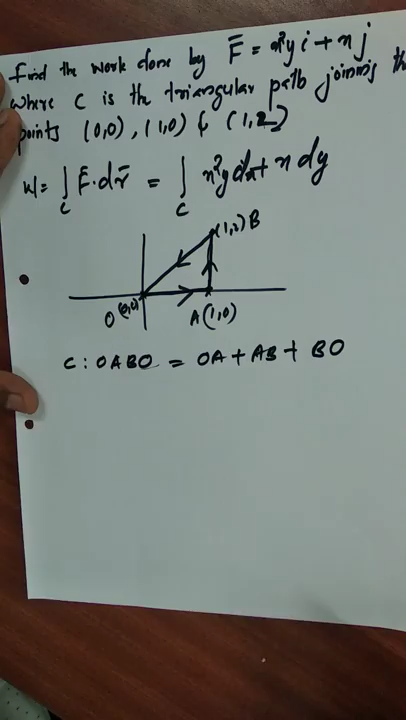 Find the work done by F̄ = x²y i + x j
where C is the triangular path joining the
points (0,0), (1,0) & (1,2)
W = ∫_C F̄·dr̄ = ∫_C x²y dx + x dy
(1,2) B
O (0,0) A (1,0)
C : OABO = OA + AB + BO